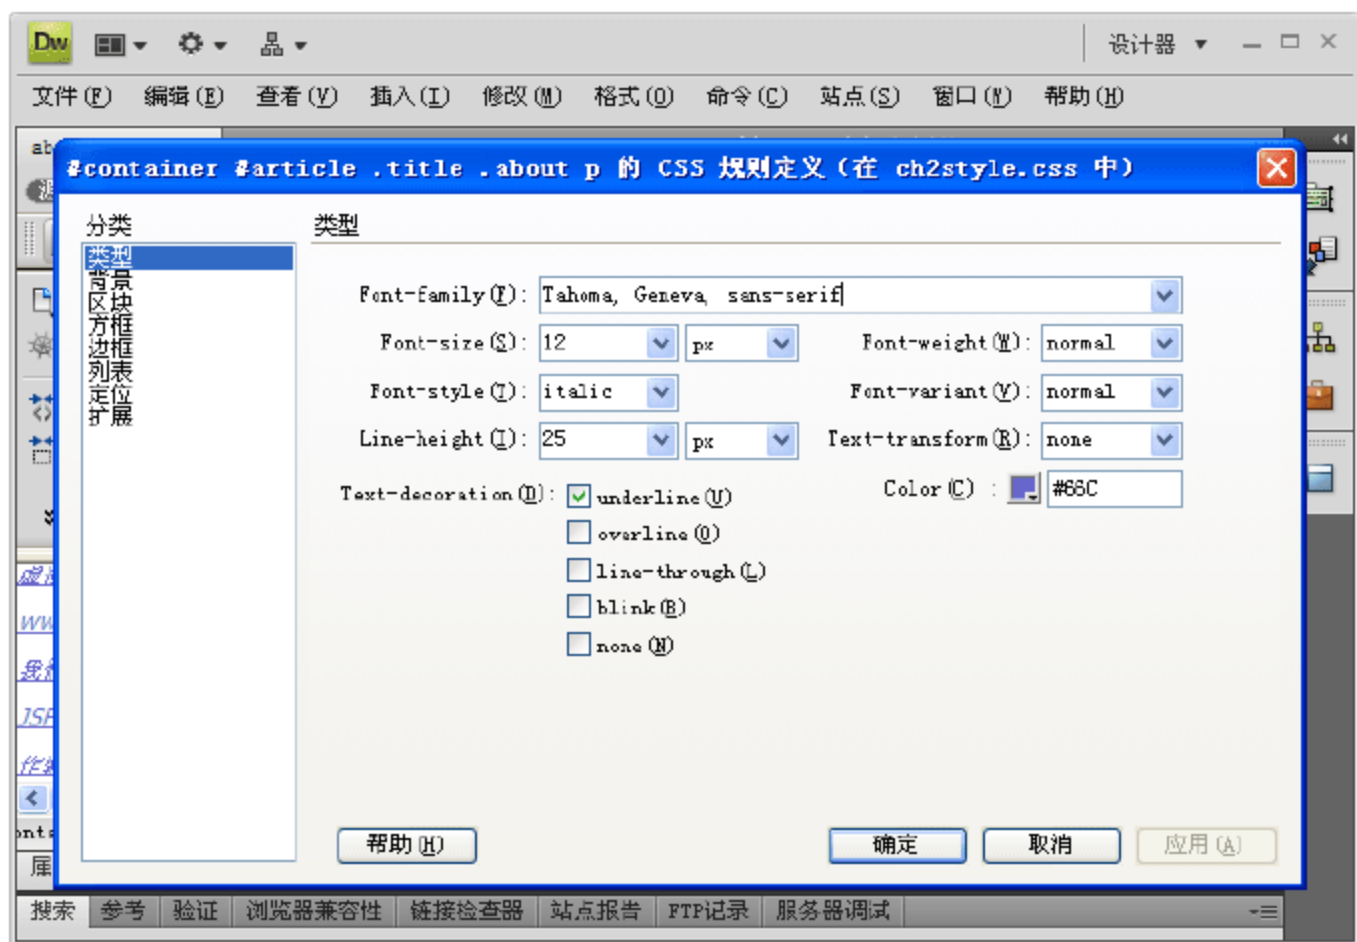 Dw
设计器
文件(F) 编辑(E) 查看(V) 插入(I) 修改(M) 格式(O) 命令(C) 站点(S) 窗口(W) 帮助(H)
#container #article .title .about p 的 CSS 规则定义(在 ch2style.css 中)
分类
类型
背景
区块
方框
边框
列表
定位
扩展
类型
Font-family(F): Tahoma, Geneva, sans-serif
Font-size(S): 12 px Font-weight(W): normal
Font-style(T): italic Font-variant(V): normal
Line-height(I): 25 px Text-transform(R): none
Text-decoration(D): underline(U) Color(C) : #66C
overline(O)
line-through(L)
blink(B)
none(N)
帮助(H) 确定 取消 应用(A)
搜索 参考 验证 浏览器兼容性 链接检查器 站点报告 FTP记录 服务器调试